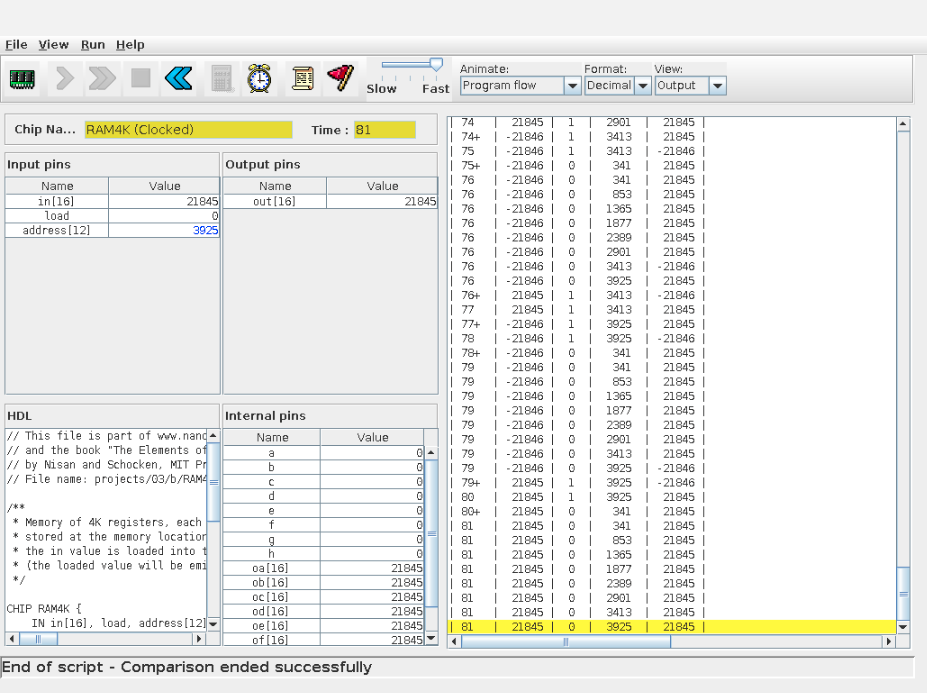 File View Run Help
Slow Fast
Animate: Format: View:
Program flow Decimal Output
Chip Na... RAM4K (Clocked) Time : 81
Input pins
Name Value
in[16] 21845
load 0
address[12] 3925
Output pins
Name Value
out[16] 21845
HDL
// This file is part of www.nand
// and the book "The Elements of
// by Nisan and Schocken, MIT Pr
// File name: projects/03/b/RAM4
/**
* Memory of 4K registers, each
* stored at the memory location
* the in value is loaded into t
* (the loaded value will be emi
*/
CHIP RAM4K {
IN in[16], load, address[12]
Internal pins
Name Value
a 0
b 0
c 0
d 0
e 0
f 0
g 0
h 0
oa[16] 21845
ob[16] 21845
oc[16] 21845
od[16] 21845
oe[16] 21845
of[16] 21845
| 74 | 21845 | 1 | 2901 | 21845 |
| 74+ | -21846 | 1 | 3413 | 21845 |
| 75 | -21846 | 1 | 3413 | -21846 |
| 75+ | -21846 | 0 | 341 | 21845 |
| 76 | -21846 | 0 | 341 | 21845 |
| 76 | -21846 | 0 | 853 | 21845 |
| 76 | -21846 | 0 | 1365 | 21845 |
| 76 | -21846 | 0 | 1877 | 21845 |
| 76 | -21846 | 0 | 2389 | 21845 |
| 76 | -21846 | 0 | 2901 | 21845 |
| 76 | -21846 | 0 | 3413 | -21846 |
| 76 | -21846 | 0 | 3925 | 21845 |
| 76+ | 21845 | 1 | 3413 | -21846 |
| 77 | 21845 | 1 | 3413 | 21845 |
| 77+ | -21846 | 1 | 3925 | 21845 |
| 78 | -21846 | 1 | 3925 | -21846 |
| 78+ | -21846 | 0 | 341 | 21845 |
| 79 | -21846 | 0 | 341 | 21845 |
| 79 | -21846 | 0 | 853 | 21845 |
| 79 | -21846 | 0 | 1365 | 21845 |
| 79 | -21846 | 0 | 1877 | 21845 |
| 79 | -21846 | 0 | 2389 | 21845 |
| 79 | -21846 | 0 | 2901 | 21845 |
| 79 | -21846 | 0 | 3413 | 21845 |
| 79 | -21846 | 0 | 3925 | -21846 |
| 79+ | 21845 | 1 | 3925 | -21846 |
| 80 | 21845 | 1 | 3925 | 21845 |
| 80+ | 21845 | 0 | 341 | 21845 |
| 81 | 21845 | 0 | 341 | 21845 |
| 81 | 21845 | 0 | 853 | 21845 |
| 81 | 21845 | 0 | 1365 | 21845 |
| 81 | 21845 | 0 | 1877 | 21845 |
| 81 | 21845 | 0 | 2389 | 21845 |
| 81 | 21845 | 0 | 2901 | 21845 |
| 81 | 21845 | 0 | 3413 | 21845 |
| 81 | 21845 | 0 | 3925 | 21845 |
End of script - Comparison ended successfully